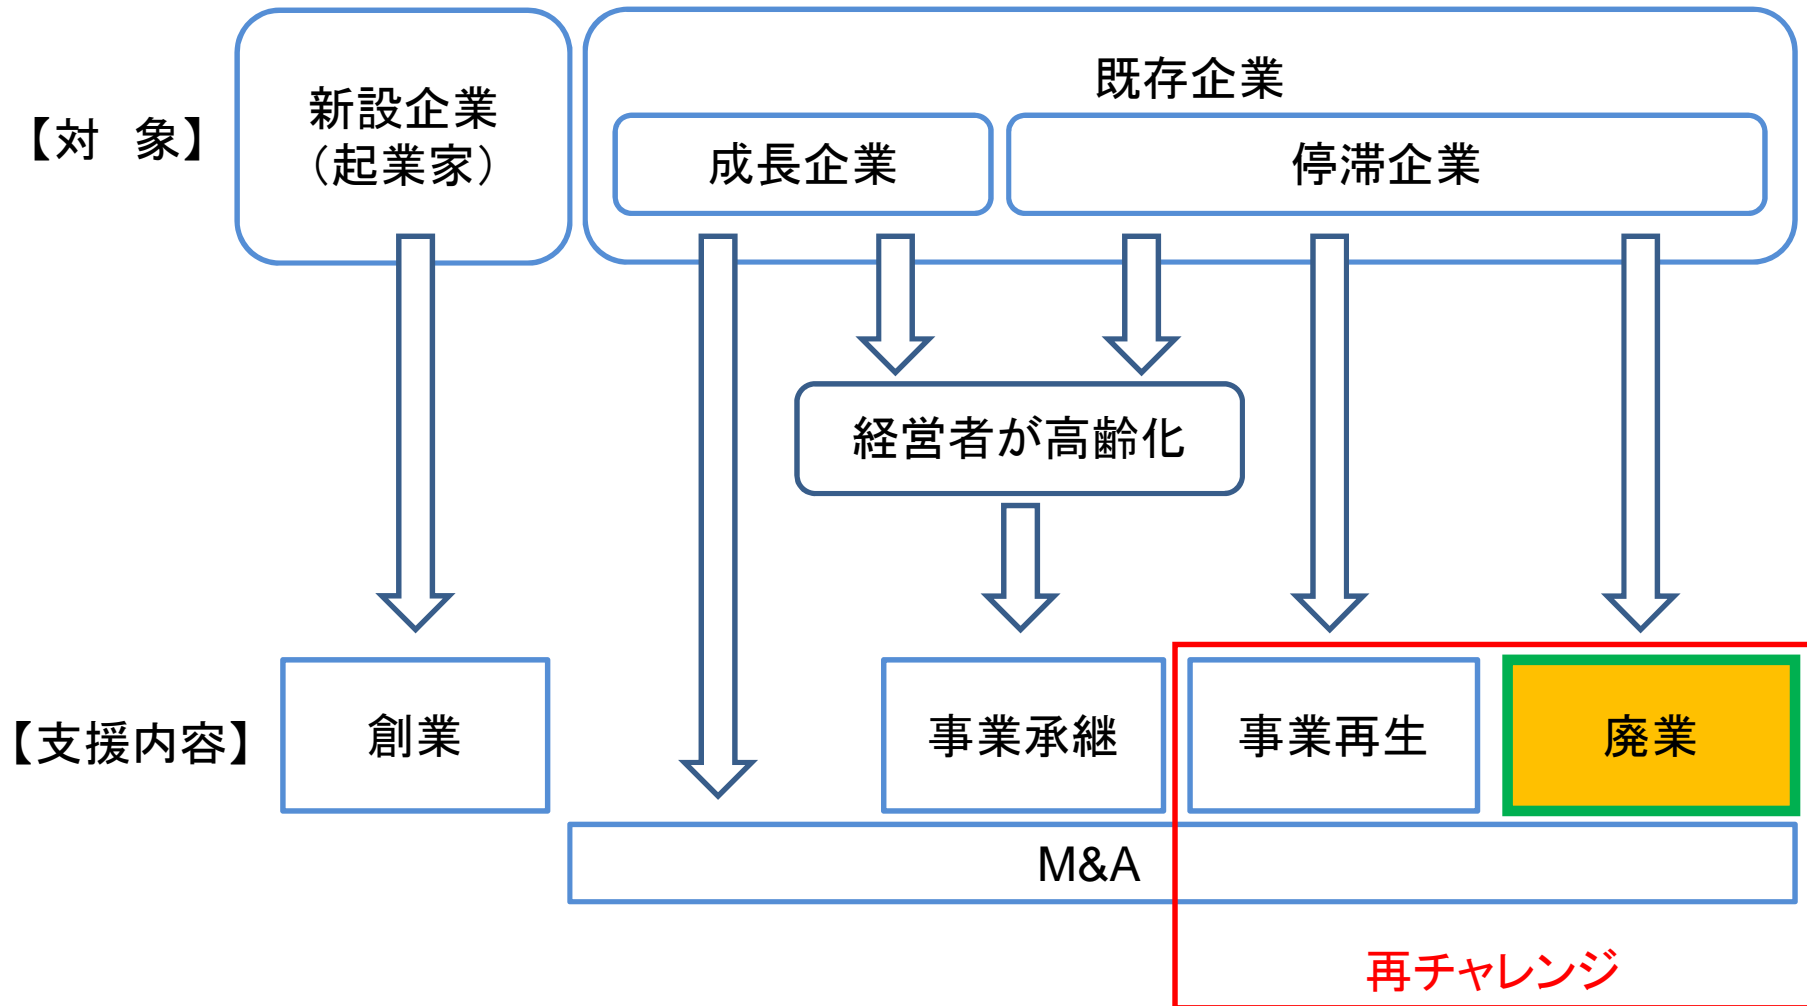 【対　象】
新設企業
（起業家）
既存企業
成長企業
停滞企業
経営者が高齢化
【支援内容】
創業
事業承継
事業再生
廃業
M&A
再チャレンジ